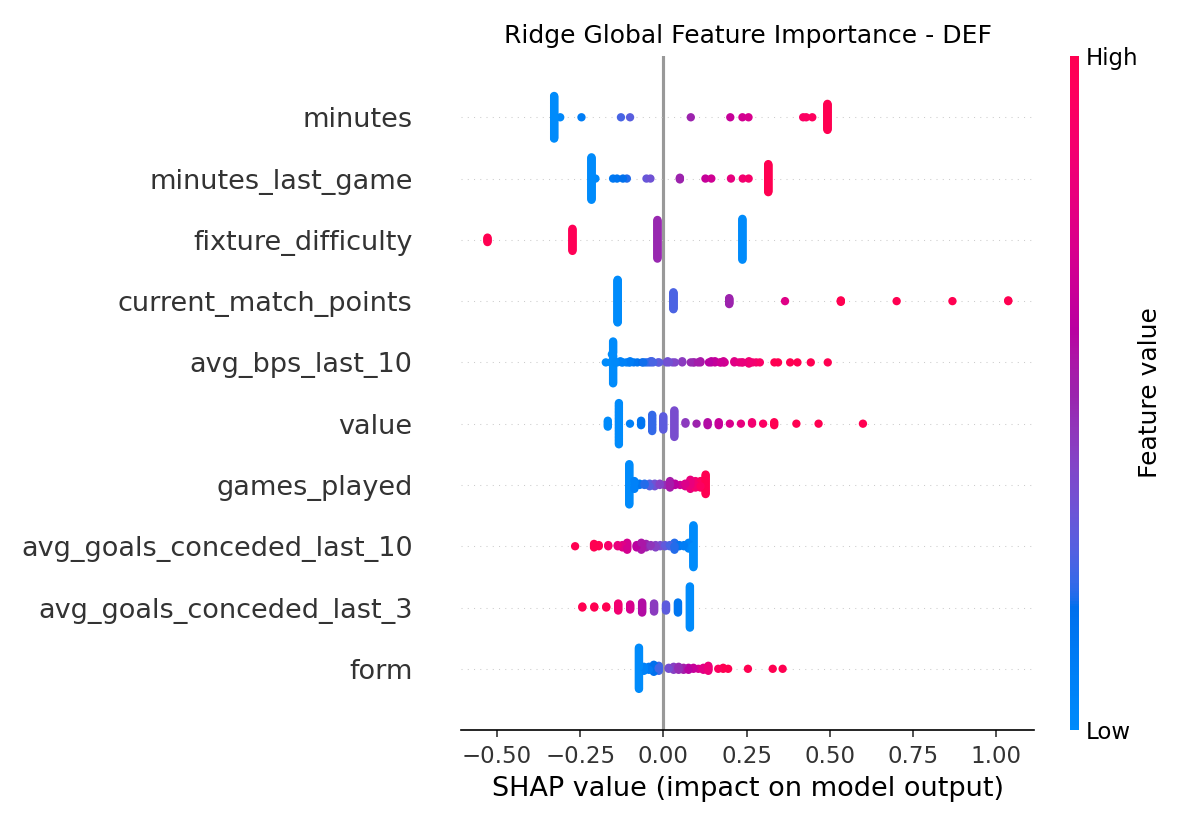 Ridge Global Feature Importance - DEF
High
minutes
minutes_last_game
fixture_difficulty
current_match_points
avg_bps_last_10
value
games_played
avg_goals_conceded_last_10
avg_goals_conceded_last_3
form
Feature value
Low
−0.50 −0.25 0.00 0.25 0.50 0.75 1.00
SHAP value (impact on model output)